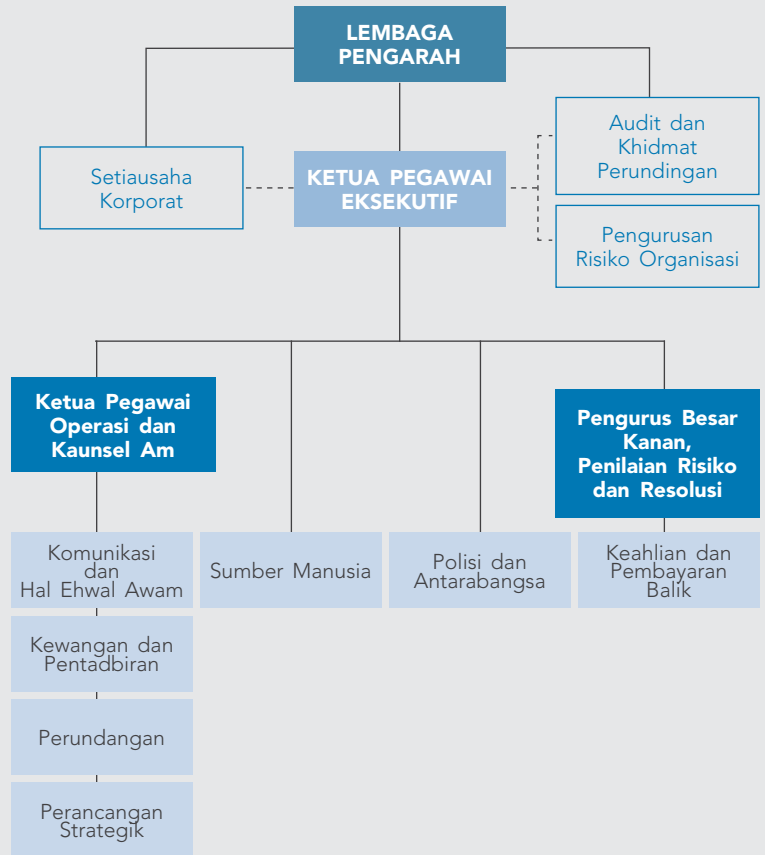 LEMBAGA
PENGARAH
Setiausaha
Korporat
KETUA PEGAWAI
EKSEKUTIF
Audit dan
Khidmat
Perundingan
Pengurusan
Risiko Organisasi
Ketua Pegawai
Operasi dan
Kaunsel Am
Pengurus Besar
Kanan,
Penilaian Risiko
dan Resolusi
Komunikasi
dan
Hal Ehwal Awam
Sumber Manusia
Polisi dan
Antarabangsa
Keahlian dan
Pembayaran
Balik
Kewangan dan
Pentadbiran
Perundangan
Perancangan
Strategik